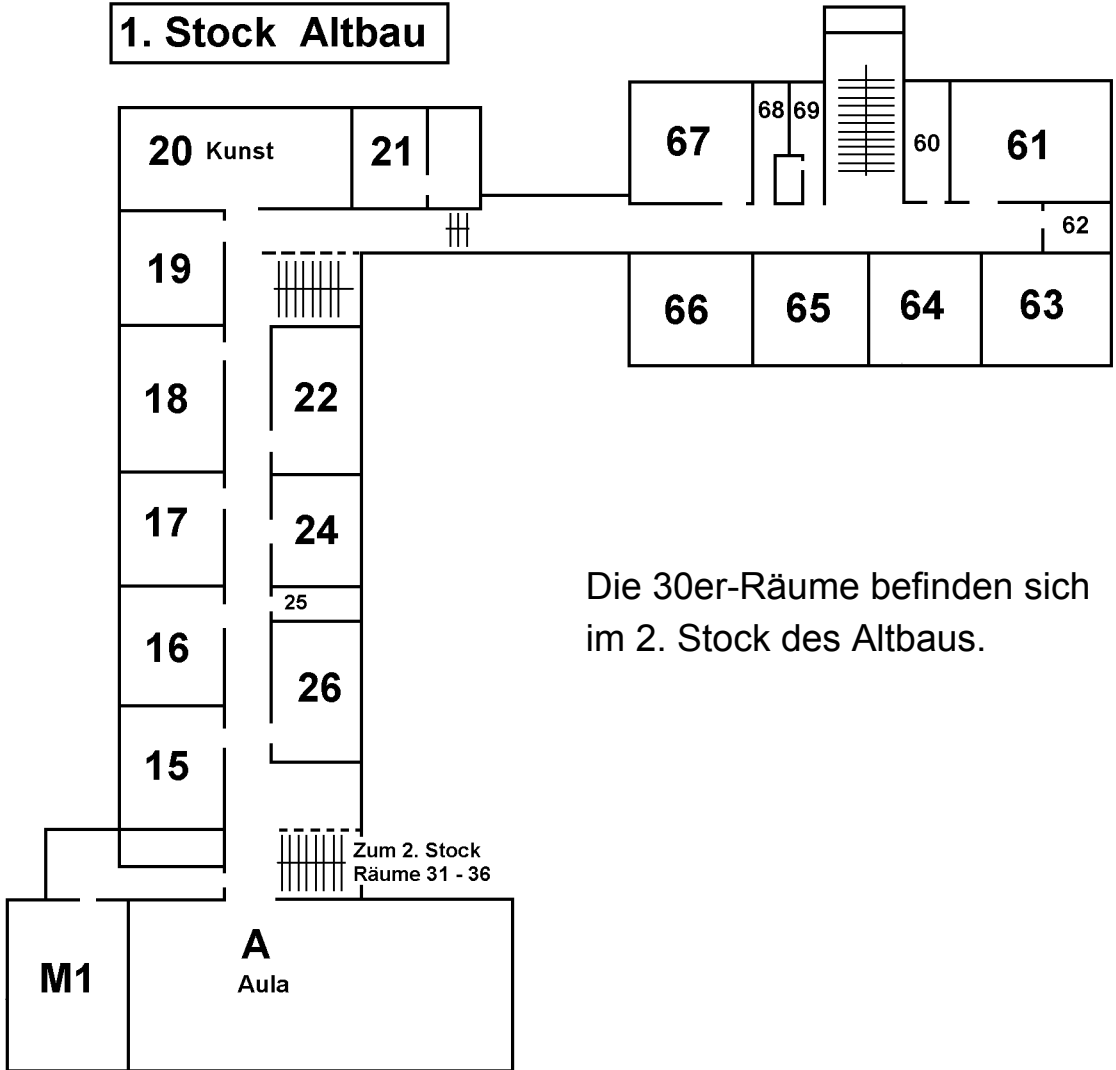 1. Stock Altbau
20 Kunst
21
67
68
69
60
61
62
19
66
65
64
63
18
22
17
24
25
16
26
15
Die 30er-Räume befinden sich
im 2. Stock des Altbaus.
Zum 2. Stock
Räume 31 - 36
M1
A
Aula